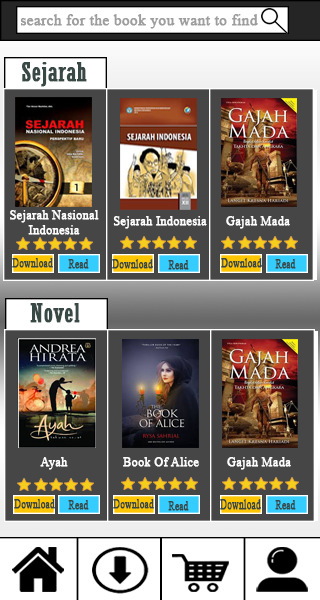 search for the book you want to find
Sejarah
SEJARAH
NASIONAL INDONESIA
PERSPEKTIF BARU
1
SEJARAH INDONESIA
XII
GAJAH
MADA
LANGIT KRESNA HARIADI
Sejarah Nasional
Indonesia
Sejarah Indonesia
Gajah Mada
Download
Read
Download
Read
Download
Read
Novel
ANDREA
HIRATA
Ayah
THE
BOOK
OF ALICE
GAJAH
MADA
LANGIT KRESNA HARIADI
Ayah
Book Of Alice
Gajah Mada
Download
Read
Download
Read
Download
Read